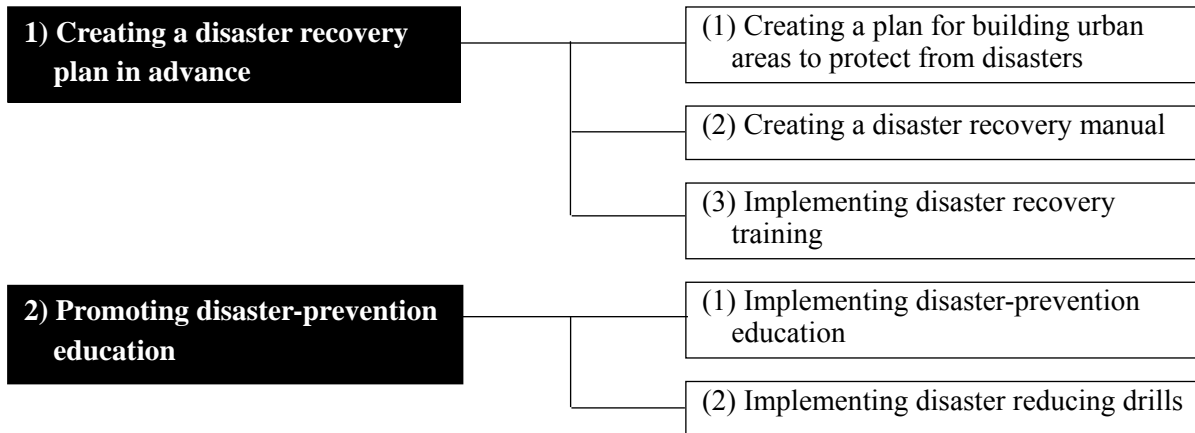 1) Creating a disaster recovery
plan in advance
(1) Creating a plan for building urban
areas to protect from disasters
(2) Creating a disaster recovery manual
(3) Implementing disaster recovery
training
2) Promoting disaster-prevention
education
(1) Implementing disaster-prevention
education
(2) Implementing disaster reducing drills